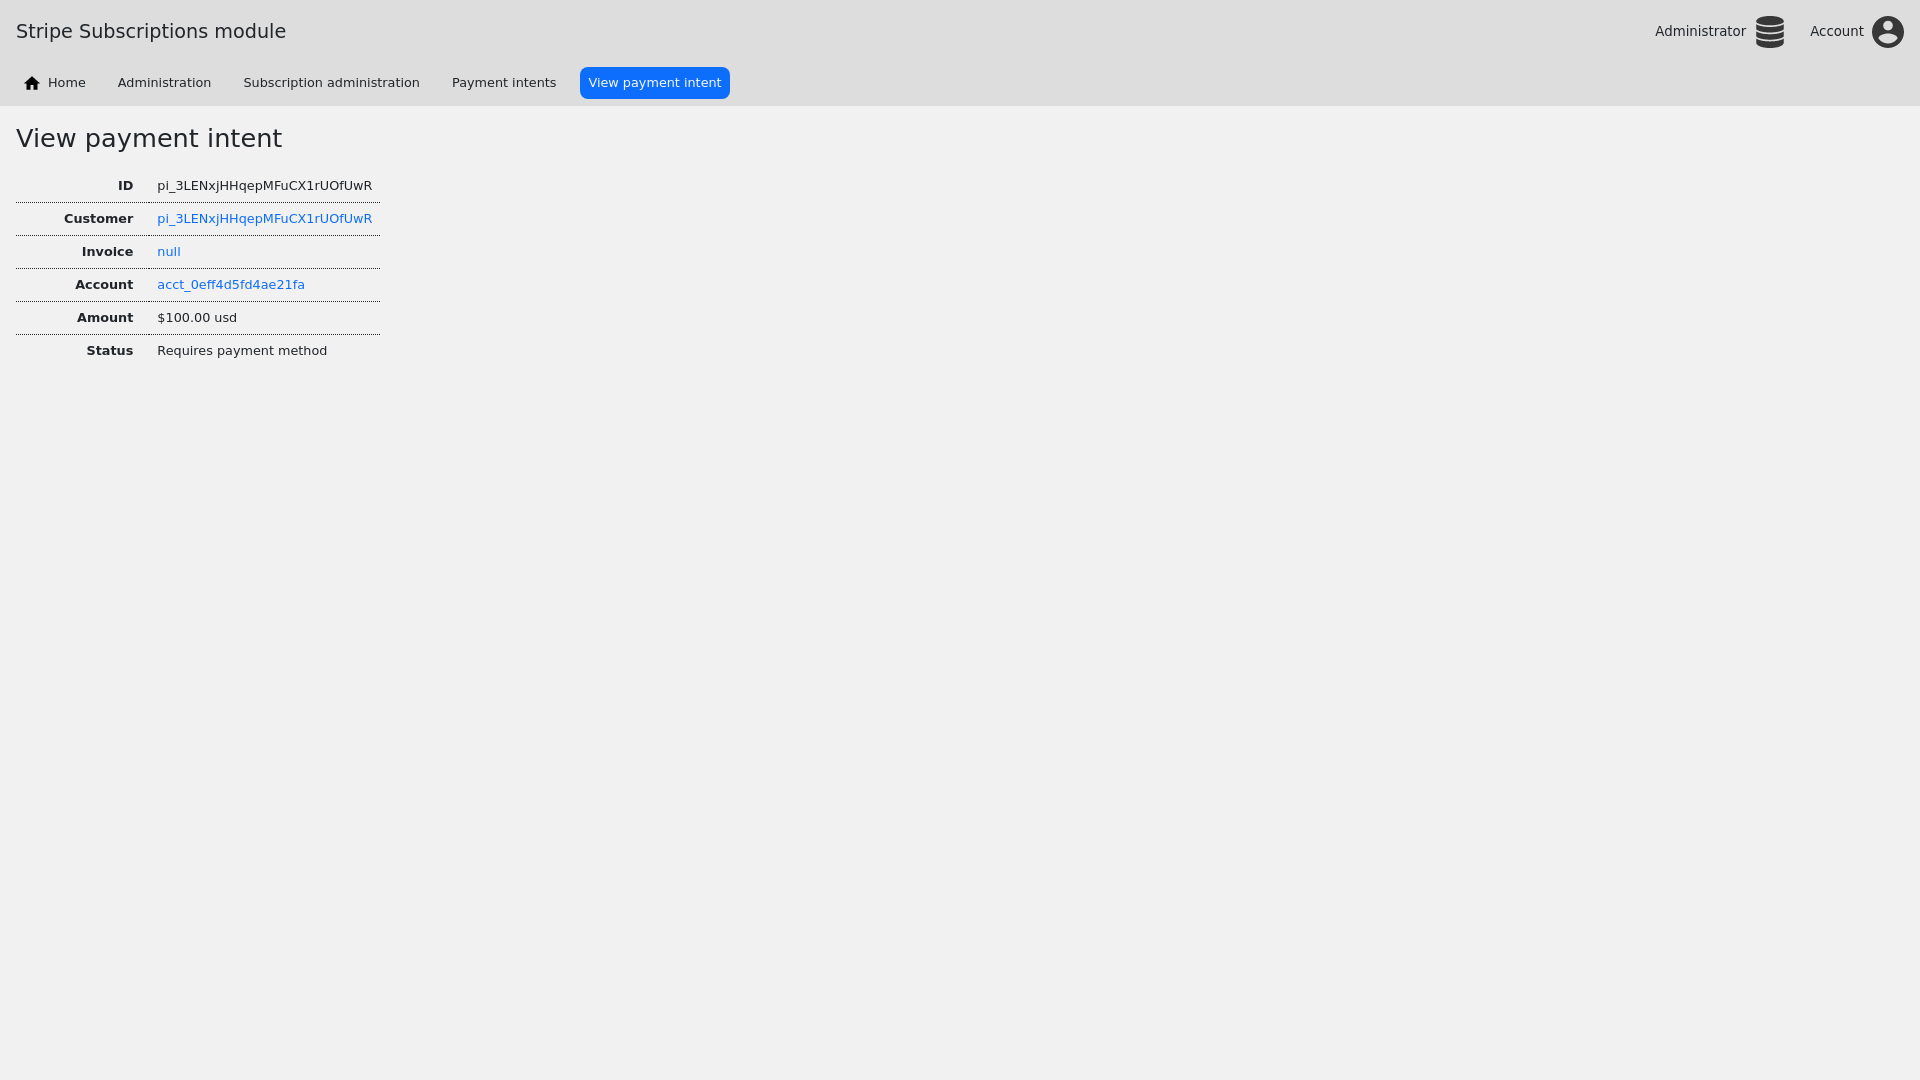 Stripe Subscriptions module
Administrator
Account
Home
Administration
Subscription administration
Payment intents
View payment intent
View payment intent
ID pi_3LENxjHHqepMFuCX1rUOfUwR
Customer pi_3LENxjHHqepMFuCX1rUOfUwR
Invoice null
Account acct_0eff4d5fd4ae21fa
Amount $100.00 usd
Status Requires payment method